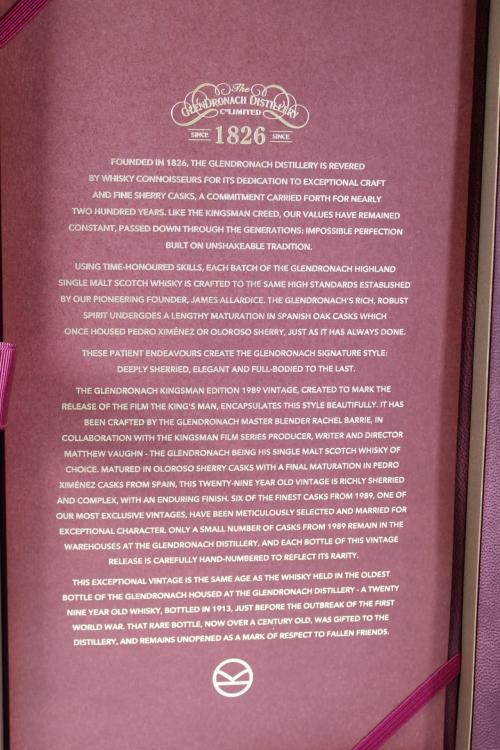 The
GLENDRONACH DISTILLERY
Co LIMITED
SINCE 1826 SINCE
FOUNDED IN 1826, THE GLENDRONACH DISTILLERY IS REVERED
BY WHISKY CONNOISSEURS FOR ITS DEDICATION TO EXCEPTIONAL CRAFT
AND FINE SHERRY CASKS, A COMMITMENT CARRIED FORTH FOR NEARLY
TWO HUNDRED YEARS. LIKE THE KINGSMAN CREED, OUR VALUES HAVE REMAINED
CONSTANT, PASSED DOWN THROUGH THE GENERATIONS: IMPOSSIBLE PERFECTION
BUILT ON UNSHAKEABLE TRADITION.
USING TIME-HONOURED SKILLS, EACH BATCH OF THE GLENDRONACH HIGHLAND
SINGLE MALT SCOTCH WHISKY IS CRAFTED TO THE SAME HIGH STANDARDS ESTABLISHED
BY OUR PIONEERING FOUNDER, JAMES ALLARDICE. THE GLENDRONACH'S RICH, ROBUST
SPIRIT UNDERGOES A LENGTHY MATURATION IN SPANISH OAK CASKS WHICH
ONCE HOUSED PEDRO XIMÉNEZ OR OLOROSO SHERRY, JUST AS IT HAS ALWAYS DONE.
THESE PATIENT ENDEAVOURS CREATE THE GLENDRONACH SIGNATURE STYLE:
DEEPLY SHERRIED, ELEGANT AND FULL-BODIED TO THE LAST.
THE GLENDRONACH KINGSMAN EDITION 1989 VINTAGE, CREATED TO MARK THE
RELEASE OF THE FILM THE KING'S MAN, ENCAPSULATES THIS STYLE BEAUTIFULLY. IT HAS
BEEN CRAFTED BY THE GLENDRONACH MASTER BLENDER RACHEL BARRIE, IN
COLLABORATION WITH THE KINGSMAN FILM SERIES PRODUCER, WRITER AND DIRECTOR
MATTHEW VAUGHN - THE GLENDRONACH BEING HIS SINGLE MALT SCOTCH WHISKY OF
CHOICE. MATURED IN OLOROSO SHERRY CASKS WITH A FINAL MATURATION IN PEDRO
XIMÉNEZ CASKS FROM SPAIN, THIS TWENTY-NINE YEAR OLD VINTAGE IS RICHLY SHERRIED
AND COMPLEX, WITH AN ENDURING FINISH. SIX OF THE FINEST CASKS FROM 1989, ONE OF
OUR MOST EXCLUSIVE VINTAGES, HAVE BEEN METICULOUSLY SELECTED AND MARRIED FOR
EXCEPTIONAL CHARACTER. ONLY A SMALL NUMBER OF CASKS FROM 1989 REMAIN IN THE
WAREHOUSES AT THE GLENDRONACH DISTILLERY, AND EACH BOTTLE OF THIS VINTAGE
RELEASE IS CAREFULLY HAND-NUMBERED TO REFLECT ITS RARITY.
THIS EXCEPTIONAL VINTAGE IS THE SAME AGE AS THE WHISKY HELD IN THE OLDEST
BOTTLE OF THE GLENDRONACH HOUSED AT THE GLENDRONACH DISTILLERY - A TWENTY
NINE YEAR OLD WHISKY, BOTTLED IN 1913, JUST BEFORE THE OUTBREAK OF THE FIRST
WORLD WAR. THAT RARE BOTTLE, NOW OVER A CENTURY OLD, WAS GIFTED TO THE
DISTILLERY, AND REMAINS UNOPENED AS A MARK OF RESPECT TO FALLEN FRIENDS.